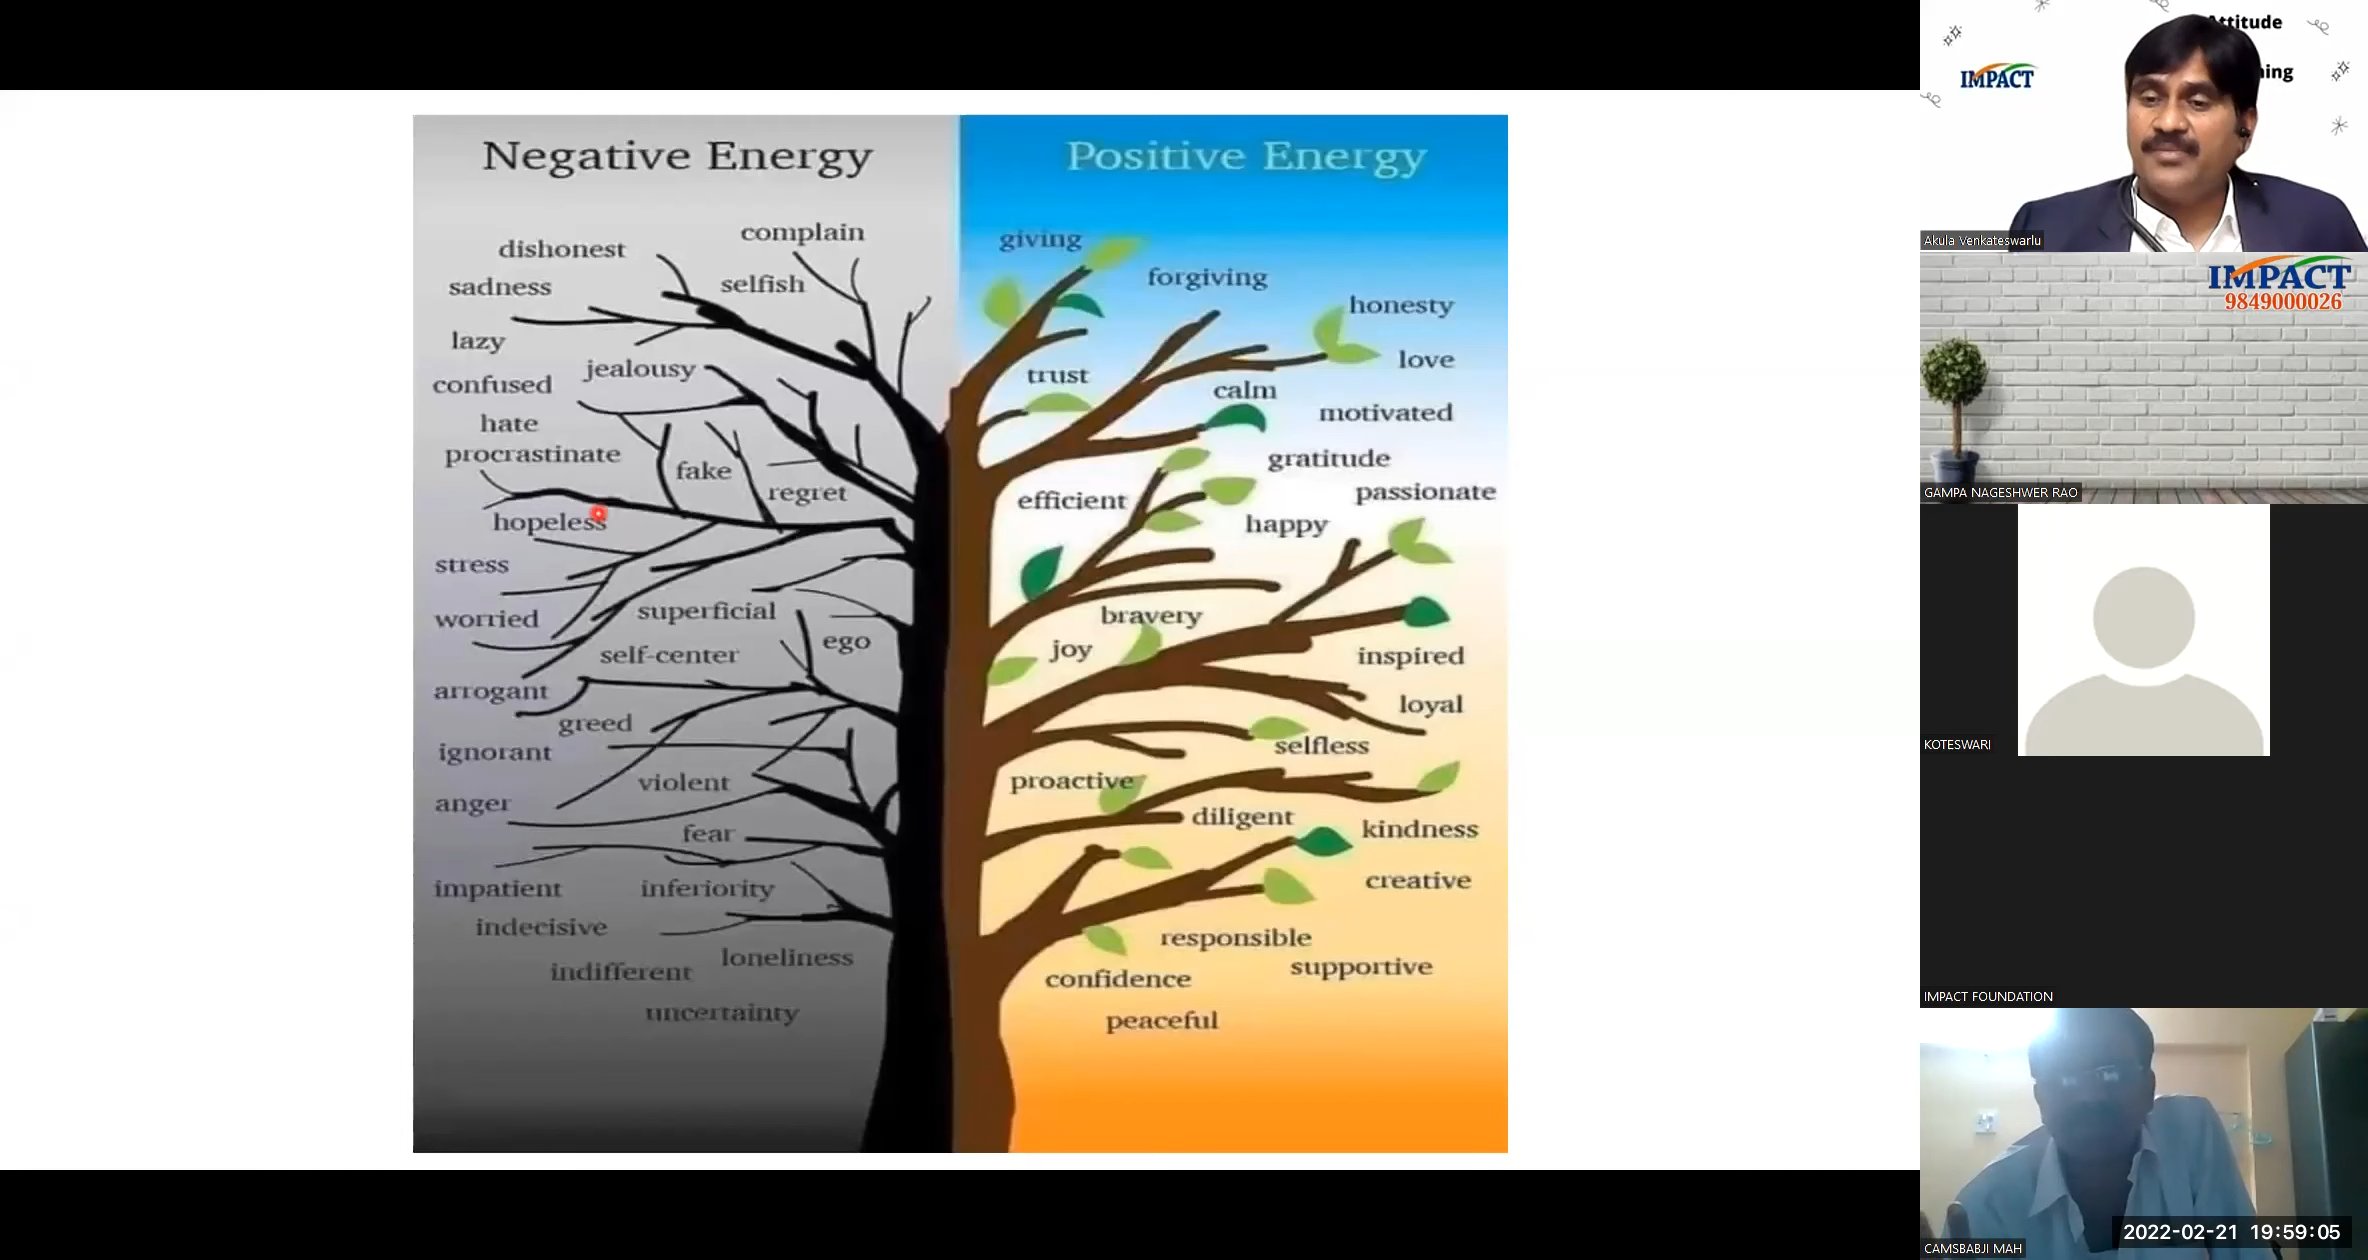 Negative Energy
complain
dishonest
selfish
sadness
lazy
jealousy
confused
hate
procrastinate
fake
regret
hopeless
stress
superficial
worried
ego
self-center
arrogant
greed
ignorant
violent
anger
fear
impatient
inferiority
indecisive
loneliness
indifferent
uncertainty
Positive Energy
giving
forgiving
honesty
love
trust
calm
motivated
gratitude
passionate
efficient
happy
bravery
joy
inspired
loyal
selfless
proactive
diligent
kindness
creative
responsible
supportive
confidence
peaceful
IMPACT
Akula Venkateswarlu
IMPACT
9849000026
GAMPA NAGESHWER RAO
KOTESWARI
IMPACT FOUNDATION
2022-02-21 19:59:05
CAMSBABJI MAH